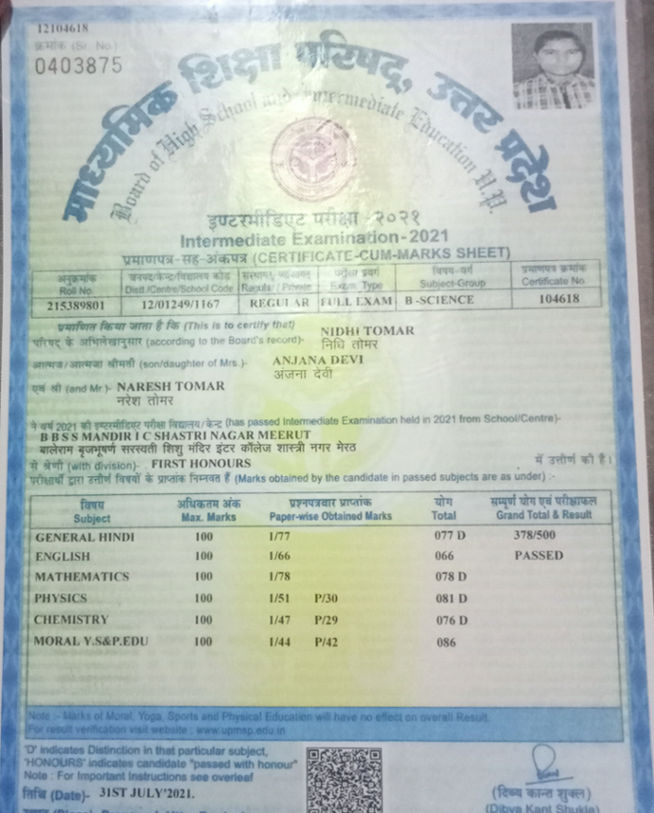 12104618
क्रमांक (Sr. No.)
0403875
माध्यमिक शिक्षा परिषद, उत्तर प्रदेश
Board of High School and Intermediate Education U.P.
इण्टरमीडिएट परीक्षा - २०२१
Intermediate Examination-2021
प्रमाणपत्र-सह-अंकपत्र (CERTIFICATE-CUM-MARKS SHEET)
अनुक्रमांक जनपद/केन्द्र/विद्यालय कोड संस्थागत परीक्षा प्रकार विषय-वर्ग प्रमाणपत्र क्रमांक
Roll No. Distt./Centre/School Code Regular / Private Exam. Type Subject-Group Certificate No.
215389801 12/01249/1167 REGULAR FULL EXAM B -SCIENCE 104618
प्रमाणित किया जाता है कि (This is to certify that) NIDHI TOMAR
परिषद के अभिलेखानुसार (according to the Board's record)- निधि तोमर
आत्मज/आत्मजा श्रीमती (son/daughter of Mrs.)- ANJANA DEVI
अंजना देवी
एवं श्री (and Mr.)- NARESH TOMAR
नरेश तोमर
ने वर्ष 2021 की इण्टरमीडिएट परीक्षा विद्यालय/केन्द्र (has passed Intermediate Examination held in 2021 from School/Centre)-
B B S S MANDIR I C SHASTRI NAGAR MEERUT
बालेराम बृजभूषण सरस्वती शिशु मंदिर इंटर कॉलेज शास्त्री नगर मेरठ
से श्रेणी (with division)- FIRST HONOURS में उत्तीर्ण की है।
परीक्षार्थी द्वारा उत्तीर्ण विषयों के प्राप्तांक निम्नवत हैं (Marks obtained by the candidate in passed subjects are as under) :-
विषय अधिकतम अंक प्रश्नपत्रवार प्राप्तांक योग सम्पूर्ण योग एवं परीक्षाफल
Subject Max. Marks Paper-wise Obtained Marks Total Grand Total & Result
GENERAL HINDI 100 1/77 077 D 378/500
ENGLISH 100 1/66 066 PASSED
MATHEMATICS 100 1/78 078 D
PHYSICS 100 1/51 P/30 081 D
CHEMISTRY 100 1/47 P/29 076 D
MORAL Y.S&P.EDU 100 1/44 P/42 086
Note :- Marks of Moral, Yoga, Sports and Physical Education will have no effect on overall Result.
For result verification visit website : www.upmsp.edu.in
'D' indicates Distinction in that particular subject,
'HONOURS' indicates candidate "passed with honour"
Note : For Important Instructions see overleaf
तिथि (Date)- 31ST JULY'2021.
(दिव्य कान्त शुक्ल)
(Dibya Kant Shukla)